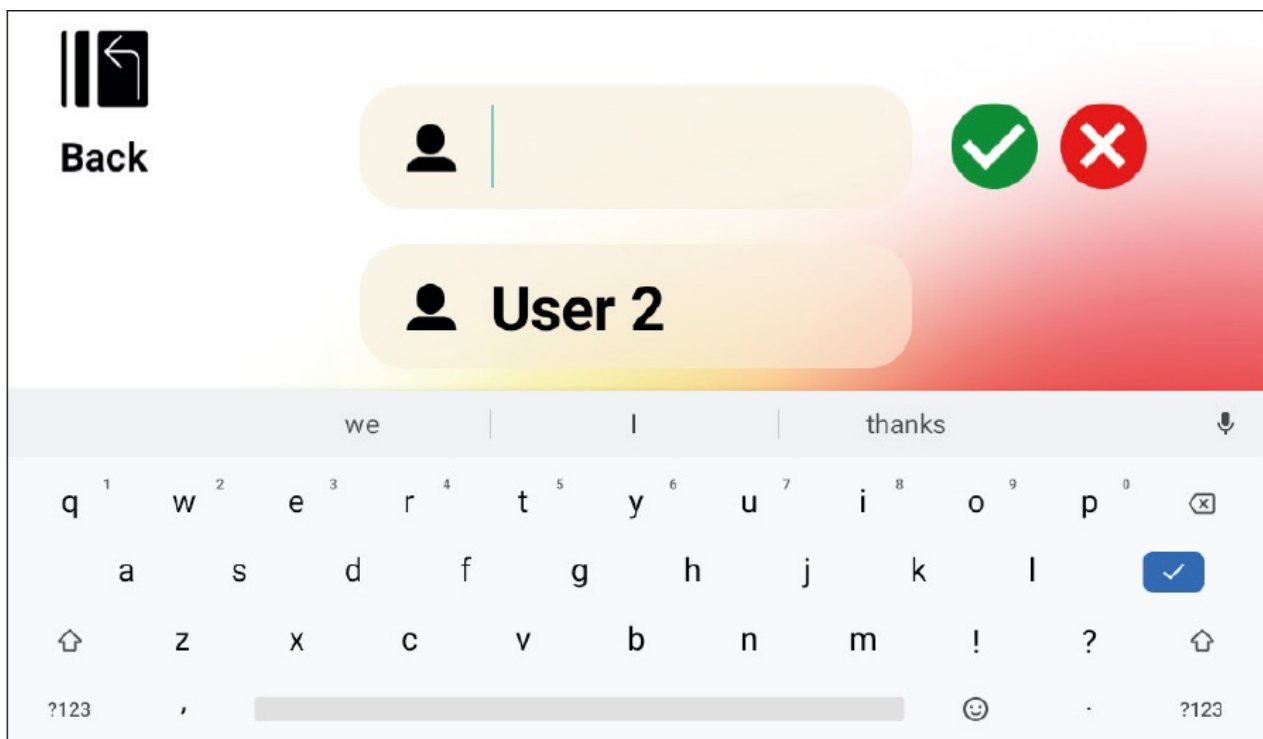 Back
User 2
we I thanks
q 1 w 2 e 3 r 4 t 5 y 6 u 7 i 8 o 9 p 0
a s d f g h j k l
z x c v b n m ! ?
?123 , . ?123